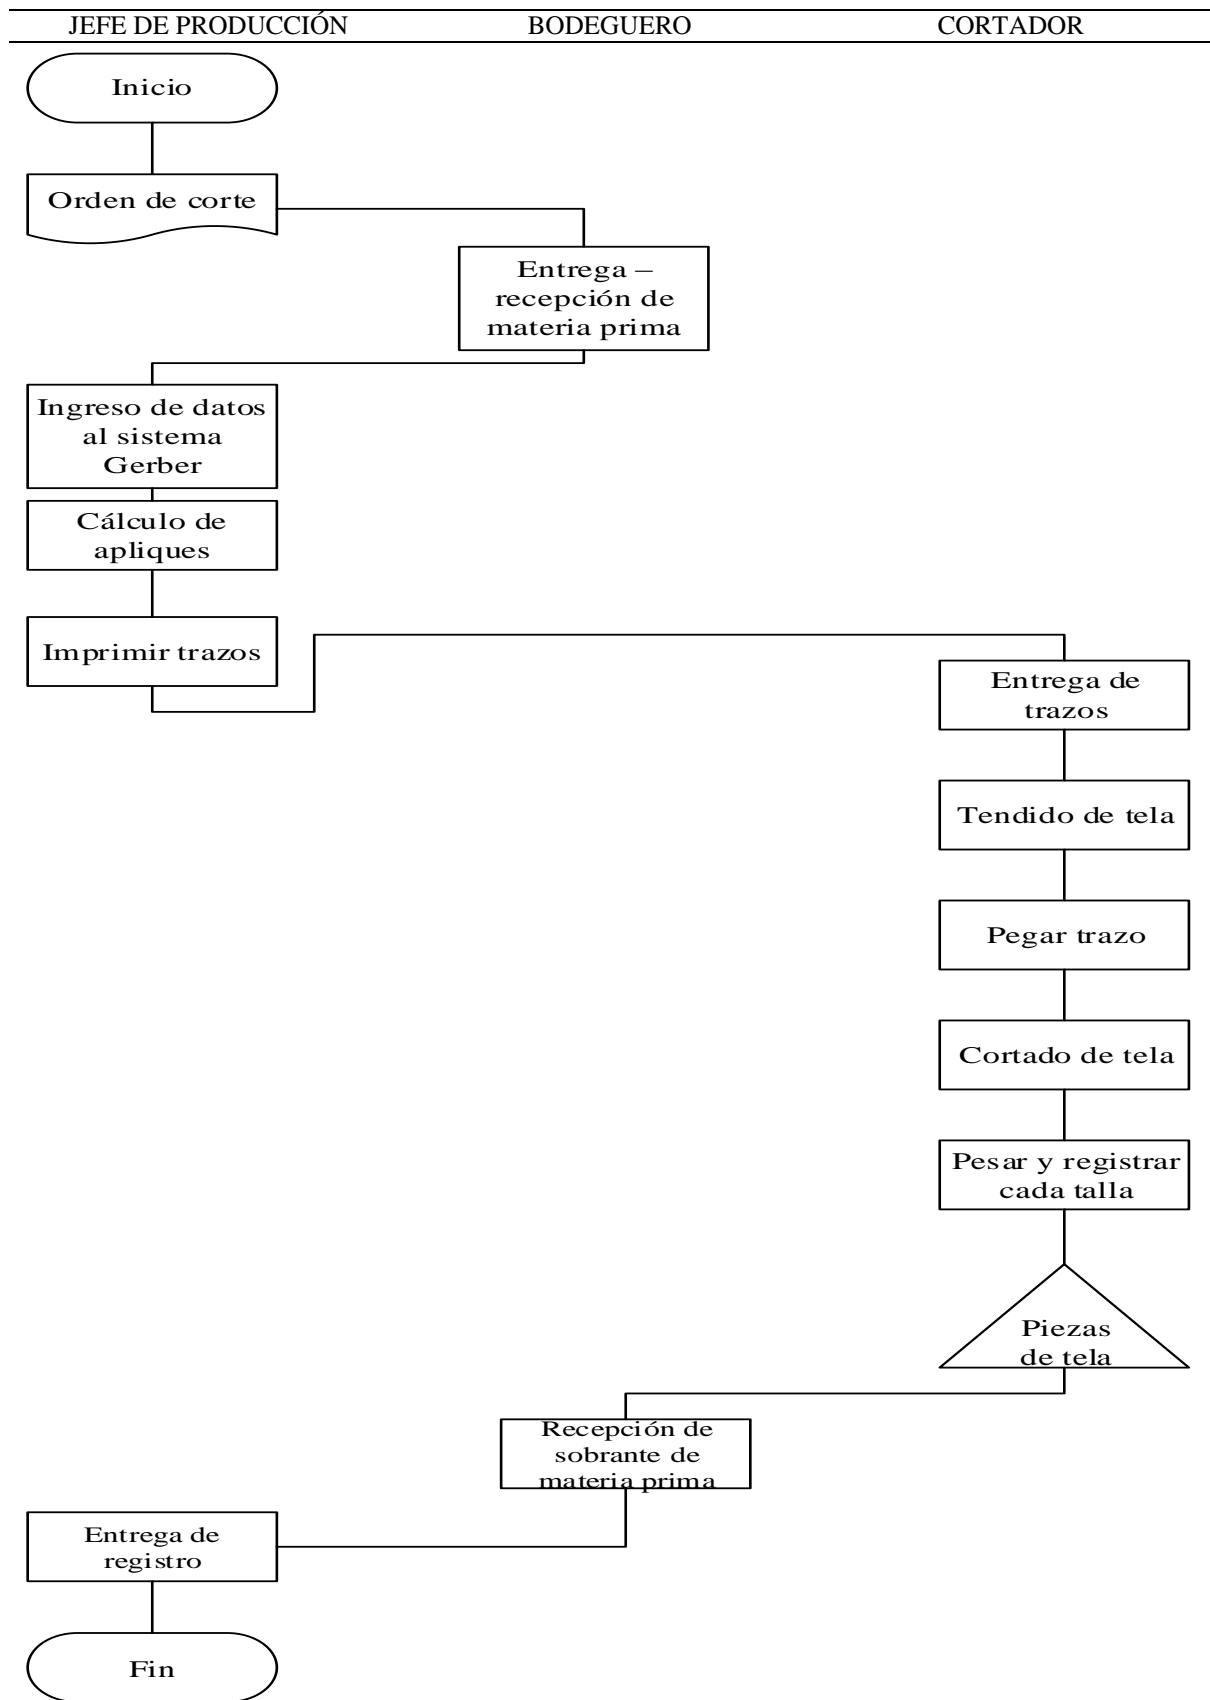 JEFE DE PRODUCCIÓN BODEGUERO CORTADOR
Inicio
Orden de corte
Entrega –
recepción de
materia prima
Ingreso de datos
al sistema
Gerber
Cálculo de
apliques
Imprimir trazos
Entrega de
trazos
Tendido de tela
Pegar trazo
Cortado de tela
Pesar y registrar
cada talla
Piezas
de tela
Recepción de
sobrante de
materia prima
Entrega de
registro
Fin